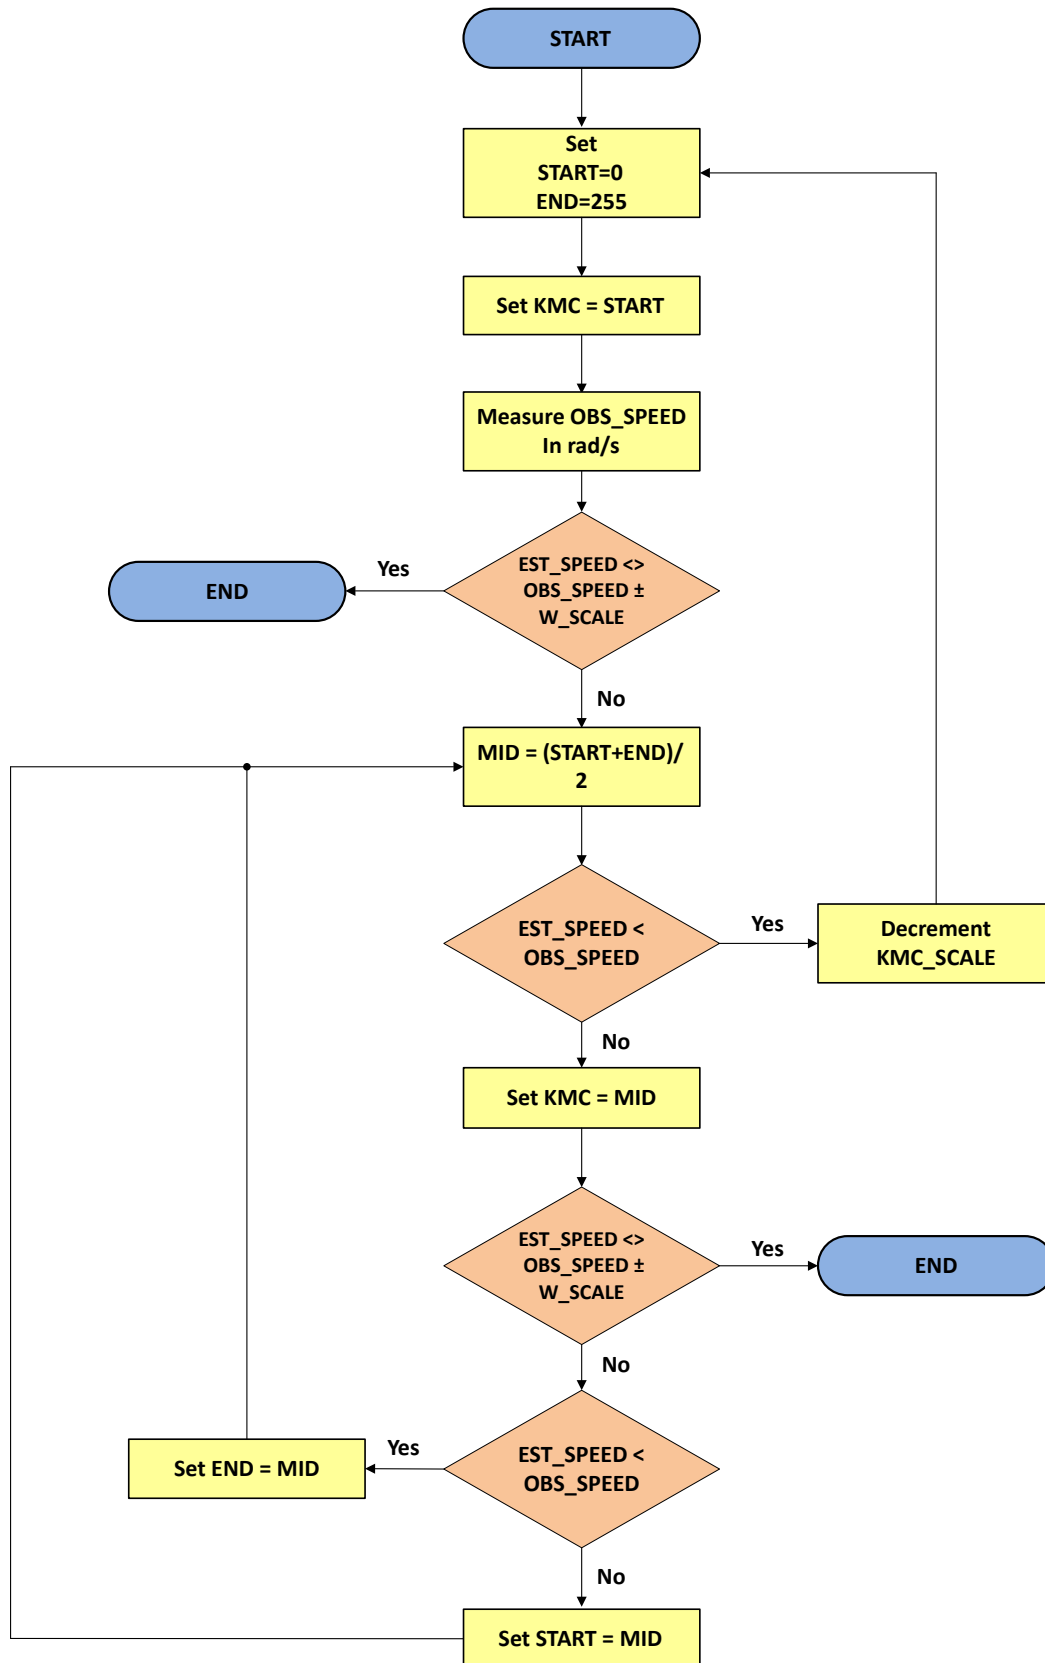 START
Set
START=0
END=255
Set KMC = START
Measure OBS_SPEED
In rad/s
EST_SPEED <>
OBS_SPEED ±
W_SCALE
Yes
END
No
MID = (START+END)/
2
EST_SPEED <
OBS_SPEED
Yes
Decrement
KMC_SCALE
No
Set KMC = MID
EST_SPEED <>
OBS_SPEED ±
W_SCALE
Yes
END
No
EST_SPEED <
OBS_SPEED
Yes
Set END = MID
No
Set START = MID